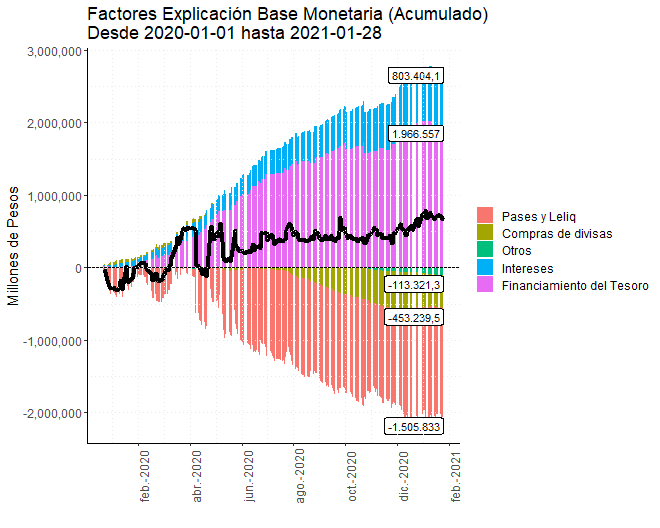 Factores Explicación Base Monetaria (Acumulado)
Desde 2020-01-01 hasta 2021-01-28
Millones de Pesos
3,000,000
2,000,000
1,000,000
0
-1,000,000
-2,000,000
803.404,1
1.966.557
-113.321,3
-453.239,5
-1.505.833
feb.-2020
abr.-2020
jun.-2020
ago.-2020
oct.-2020
dic.-2020
feb.-2021
Pases y Leliq
Compras de divisas
Otros
Intereses
Financiamiento del Tesoro